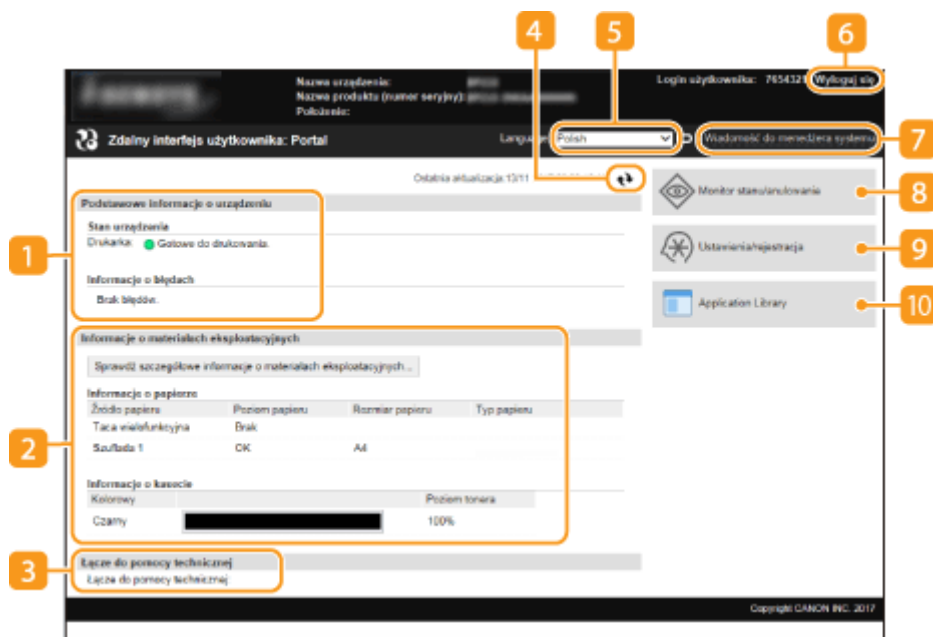 4
5
6
Nazwa urządzenia:
Nazwa produktu (numer seryjny):
Położenie:
Login użytkownika: 7654321 Wyloguj się
Zdalny interfejs użytkownika: Portal
Language: Polish
Wiadomość do menedżera systemu
7
Ostatnia aktualizacja: 13/11
1
Podstawowe informacje o urządzeniu
Stan urządzenia
Drukarka: Gotowe do drukowania.
Informacje o błędach
Brak błędów.
Monitor stanu/anulowanie
8
Ustawienia/rejestracja
9
Application Library
10
2
Informacje o materiałach eksploatacyjnych
Sprawdź szczegółowe informacje o materiałach eksploatacyjnych...
Informacje o papierze
Źródło papieru Poziom papieru Rozmiar papieru Typ papieru
Taca wielofunkcyjna Brak
Szuflada 1 OK A4
Informacje o kasecie
Kolorowy Poziom tonera
Czarny 100%
3
Łącze do pomocy technicznej
Łącze do pomocy technicznej
Copyright CANON INC. 2017